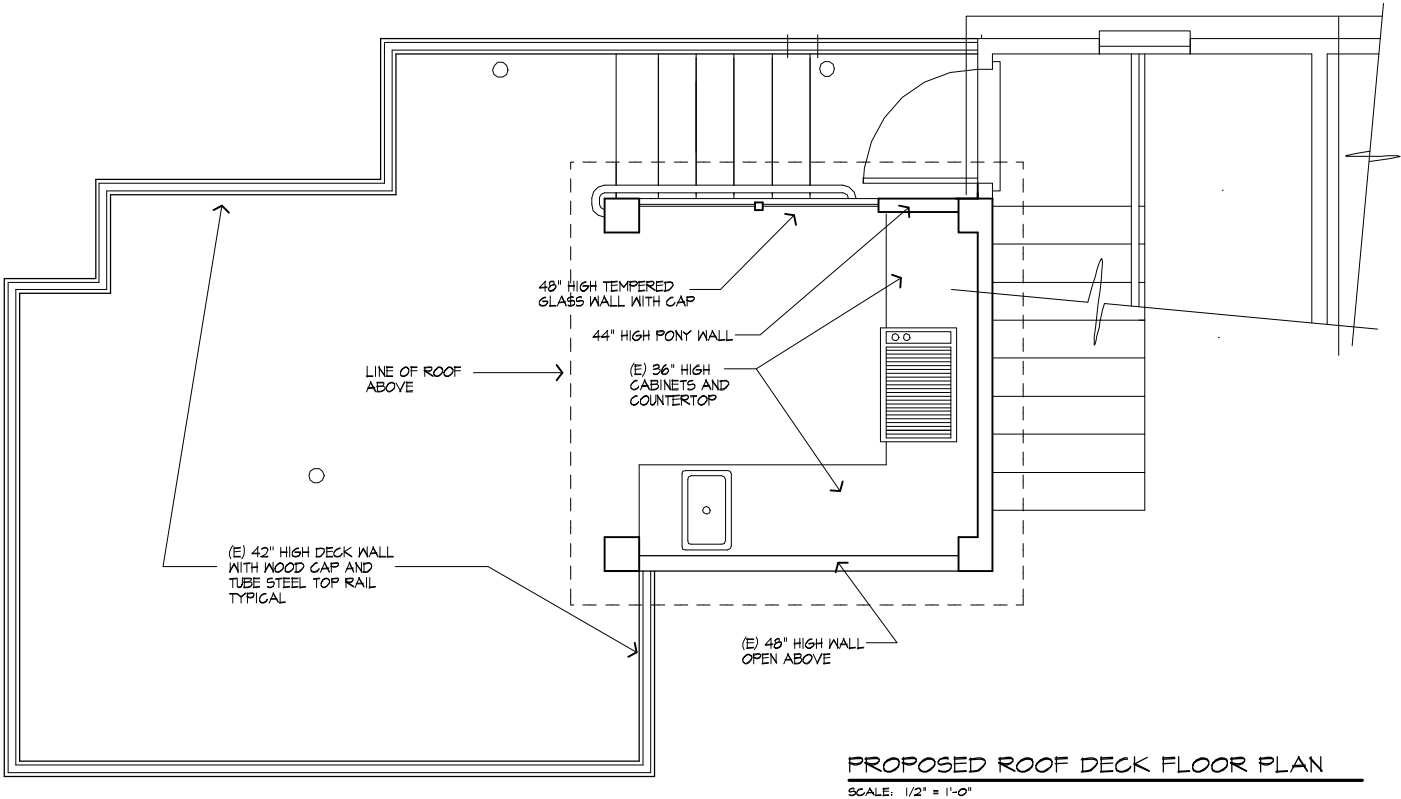 48" HIGH TEMPERED
GLASS WALL WITH CAP
44" HIGH PONY WALL
LINE OF ROOF
ABOVE
(E) 36" HIGH
CABINETS AND
COUNTERTOP
(E) 42" HIGH DECK WALL
WITH WOOD CAP AND
TUBE STEEL TOP RAIL
TYPICAL
(E) 48" HIGH WALL
OPEN ABOVE
PROPOSED ROOF DECK FLOOR PLAN
SCALE: 1/2" = 1'-0"